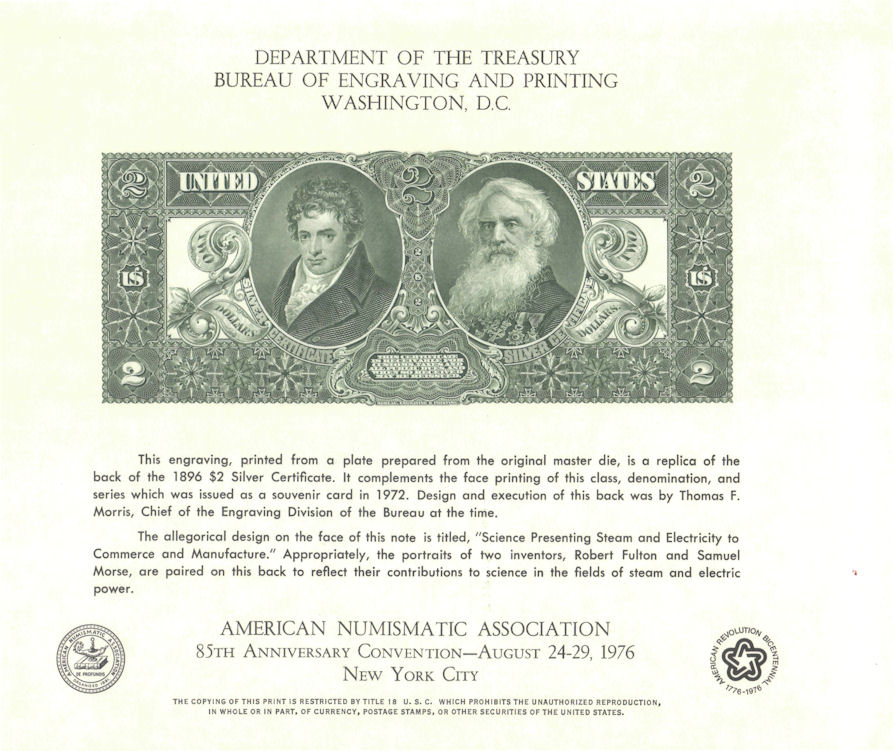 DEPARTMENT OF THE TREASURY
BUREAU OF ENGRAVING AND PRINTING
WASHINGTON, D.C.
2 UNITED 2 STATES 2
US US
DOLLARS SILVER CERTIFICATE SILVER CERTIFICATE DOLLARS
2 2
This engraving, printed from a plate prepared from the original master die, is a replica of the
back of the 1896 $2 Silver Certificate. It complements the face printing of this class, denomination, and
series which was issued as a souvenir card in 1972. Design and execution of this back was by Thomas F.
Morris, Chief of the Engraving Division of the Bureau at the time.
The allegorical design on the face of this note is titled, "Science Presenting Steam and Electricity to
Commerce and Manufacture." Appropriately, the portraits of two inventors, Robert Fulton and Samuel
Morse, are paired on this back to reflect their contributions to science in the fields of steam and electric
power.
AMERICAN NUMISMATIC ASSOCIATION
85TH ANNIVERSARY CONVENTION—AUGUST 24-29, 1976
NEW YORK CITY
AMERICAN NUMISMATIC ASSOCIATION
DE PROFUNDIS
AMERICAN REVOLUTION BICENTENNIAL
1776-1976
THE COPYING OF THIS PRINT IS RESTRICTED BY TITLE 18 U. S. C. WHICH PROHIBITS THE UNAUTHORIZED REPRODUCTION,
IN WHOLE OR IN PART, OF CURRENCY, POSTAGE STAMPS, OR OTHER SECURITIES OF THE UNITED STATES.